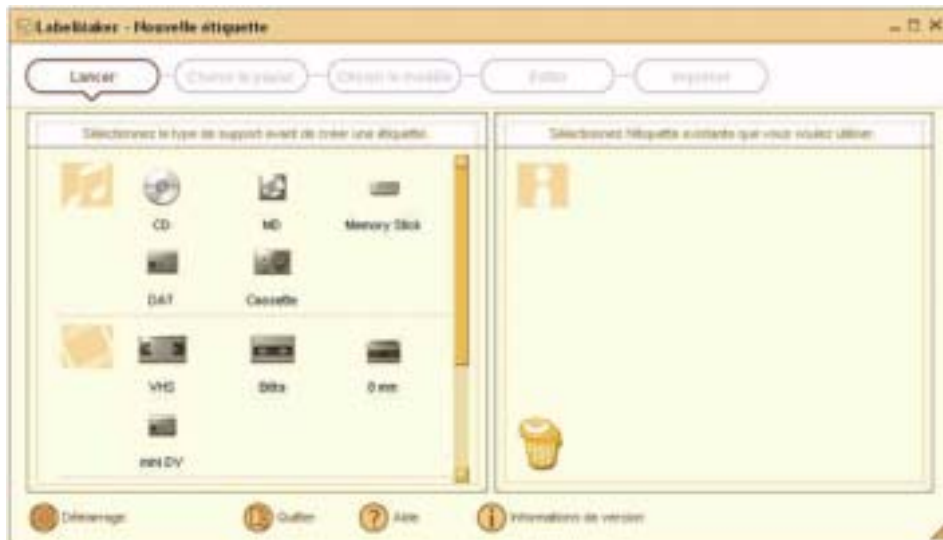 LabelMaker - Nouvelle étiquette
Lancer
Choisir le papier
Choisir le modèle
Editer
Imprimer
Sélectionnez le type de support avant de créer une étiquette.
Sélectionnez l'étiquette existante que vous voulez utiliser.
CD
MD
Memory Stick
DAT
Cassette
VHS
Bêta
8 mm
mini DV
Démarrage
Quitter
Aide
Informations de version